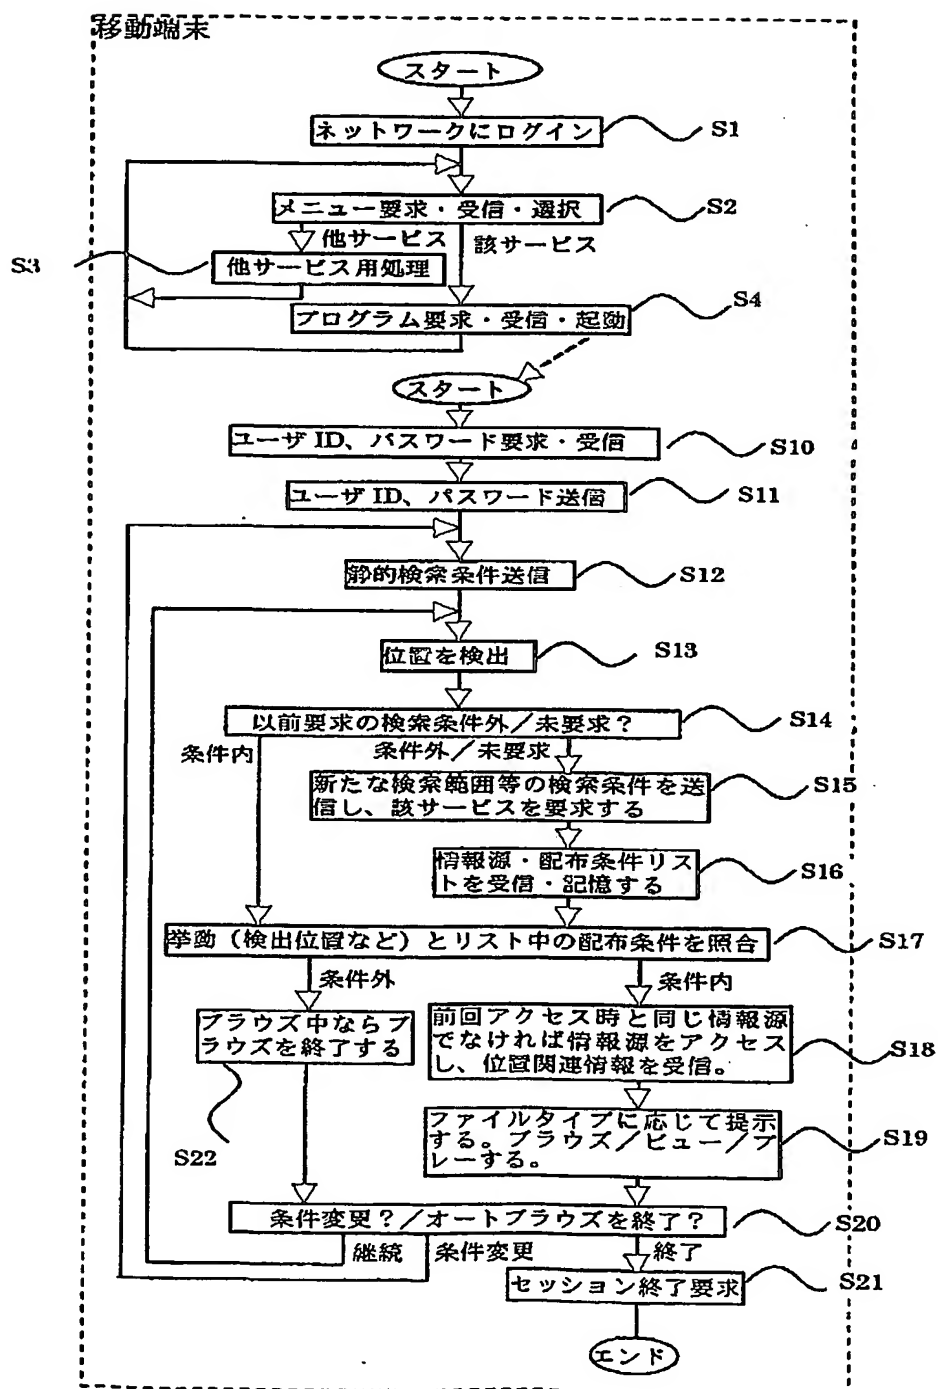 移動端末
スタート
ネットワークにログイン
S1
メニュー要求・受信・選択
S2
他サービス
該サービス
S3
他サービス用処理
プログラム要求・受信・起動
S4
スタート
ユーザ ID、パスワード要求・受信
S10
ユーザ ID、パスワード送信
S11
静的検索条件送信
S12
位置を検出
S13
以前要求の検索条件外/未要求?
S14
条件内
条件外/未要求
新たな検索範囲等の検索条件を送
信し、該サービスを要求する
S15
情報源・配布条件リス
トを受信・記憶する
S16
挙動(検出位置など)とリスト中の配布条件を照合
S17
条件外
条件内
ブラウズ中ならブ
ラウズを終了する
S22
前回アクセス時と同じ情報源
でなければ情報源をアクセス
し、位置関連情報を受信。
S18
ファイルタイプに応じて提示
する。ブラウズ/ビュー/プ
レーする。
S19
条件変更?/オートブラウズを終了?
S20
継続
条件変更
終了
セッション終了要求
S21
エンド